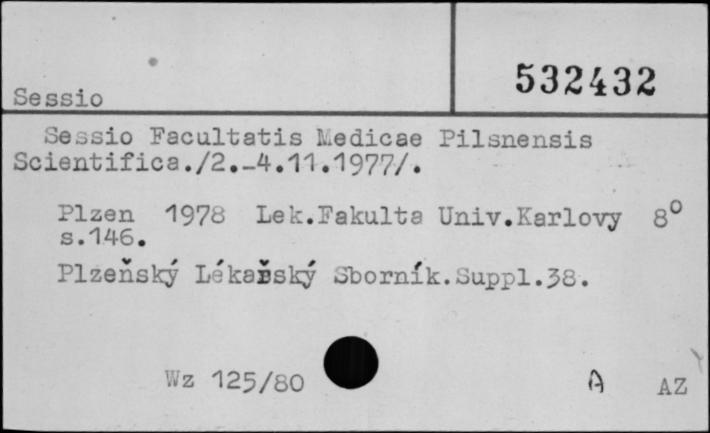 532432
Sessio
Sessio Facultatis Medicae Pilsnensis
Scientifica./2.-4.11.1977/.
Plzen 1978 Lek.Fakulta Univ.Karlovy 8°
s.146.
Plzeňský Lékařský Sborník.Suppl.38.
Wz 125/80 A AZ